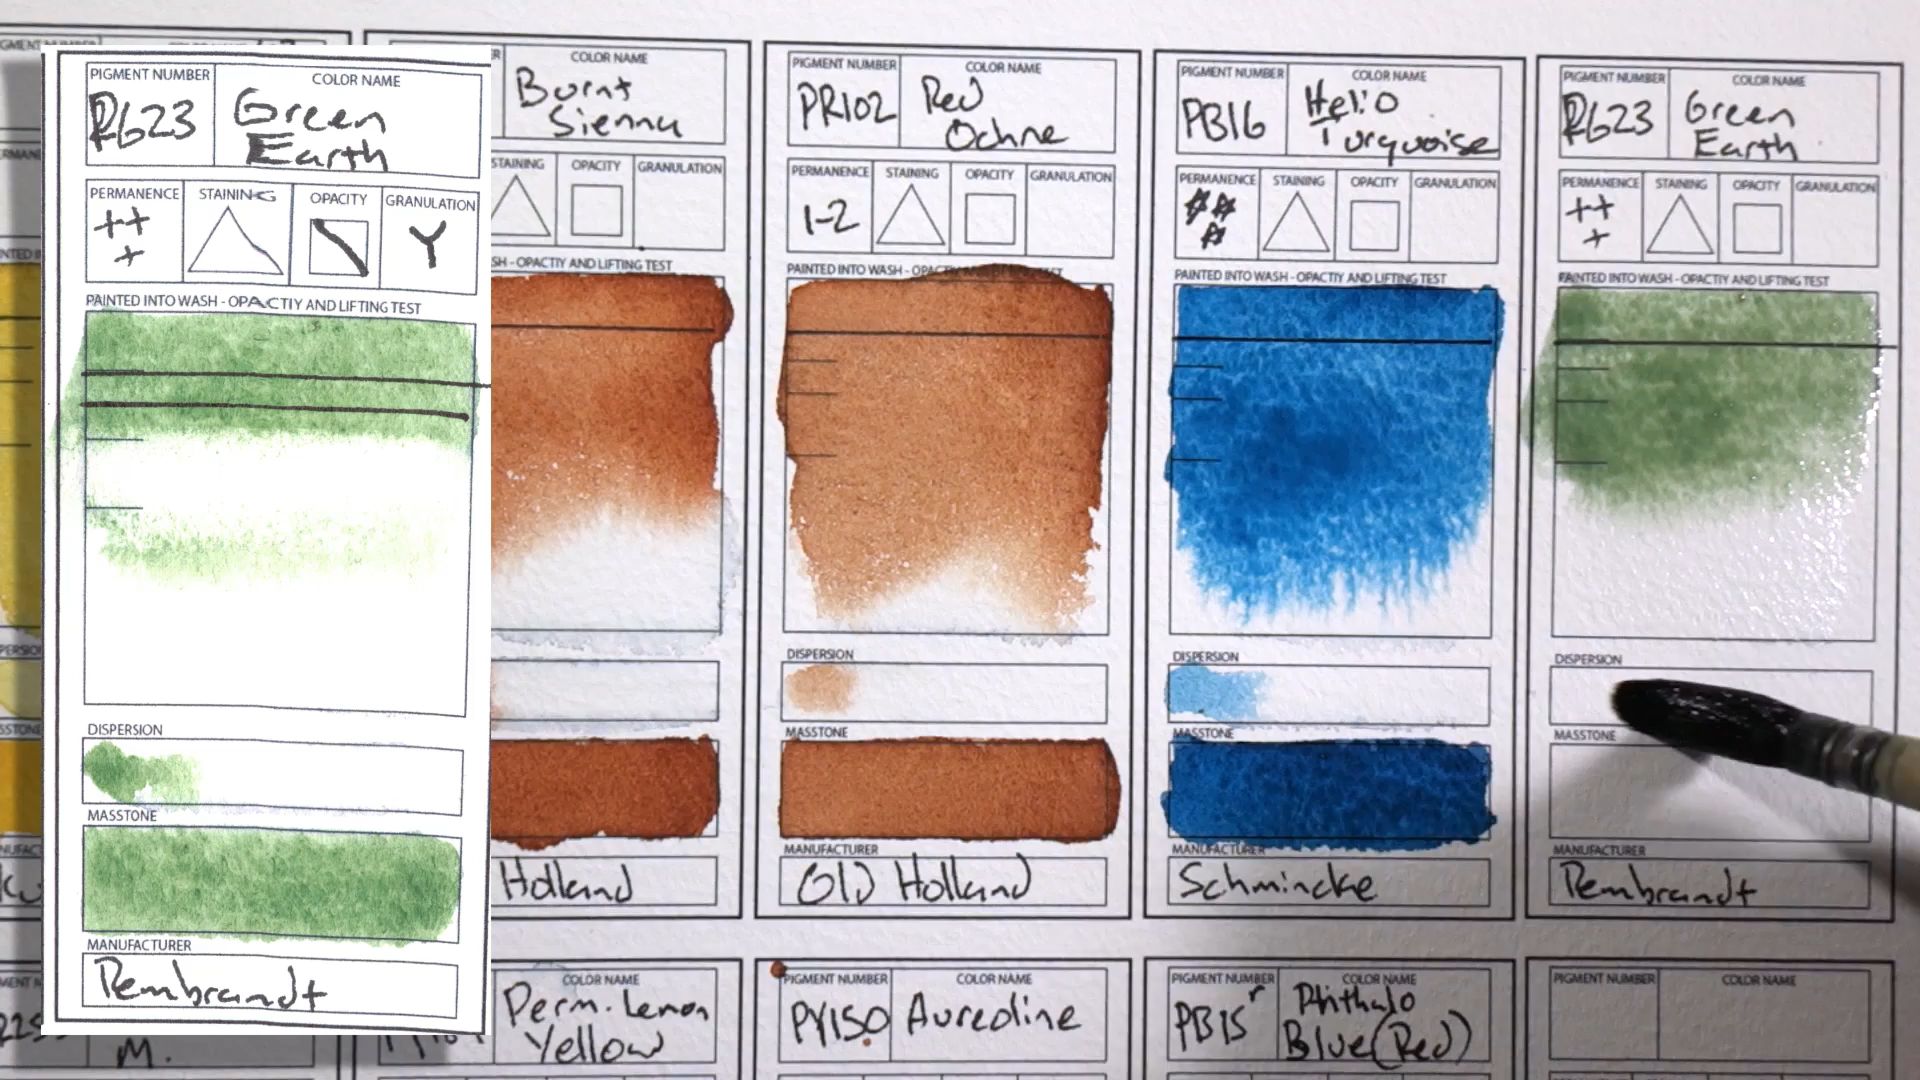 PIGMENT NUMBER
COLOR NAME
PG23
Green
Earth
PERMANENCE
STAINING
OPACITY
GRANULATION
++
+
Y
PAINTED INTO WASH - OPACTIY AND LIFTING TEST
DISPERSION
MASSTONE
MANUFACTURER
Rembrandt
COLOR NAME
Burnt
Sienna
STAINING
OPACITY
GRANULATION
SH - OPACTIY AND LIFTING TEST
Holland
PIGMENT NUMBER
COLOR NAME
PR102
Red
Ochre
PERMANENCE
STAINING
OPACITY
GRANULATION
1-2
PAINTED INTO WASH -
DISPERSION
MASSTONE
MANUFACTURER
Old Holland
PIGMENT NUMBER
COLOR NAME
PB16
Helio
Turquoise
PERMANENCE
STAINING
OPACITY
GRANULATION
PAINTED INTO WASH - OPACTIY AND LIFTING TEST
DISPERSION
MASSTONE
MANUFACTURER
Schmincke
PIGMENT NUMBER
COLOR NAME
PG23
Green
Earth
PERMANENCE
STAINING
OPACITY
GRANULATION
++
+
PAINTED INTO WASH - OPACTIY AND LIFTING TEST
DISPERSION
MASSTONE
MANUFACTURER
Rembrandt
M.
COLOR NAME
Perm. Lemon
Yellow
PIGMENT NUMBER
COLOR NAME
PY150
Aureoline
PIGMENT NUMBER
COLOR NAME
PB15
Phthalo
Blue (Red)
PIGMENT NUMBER
COLOR NAME